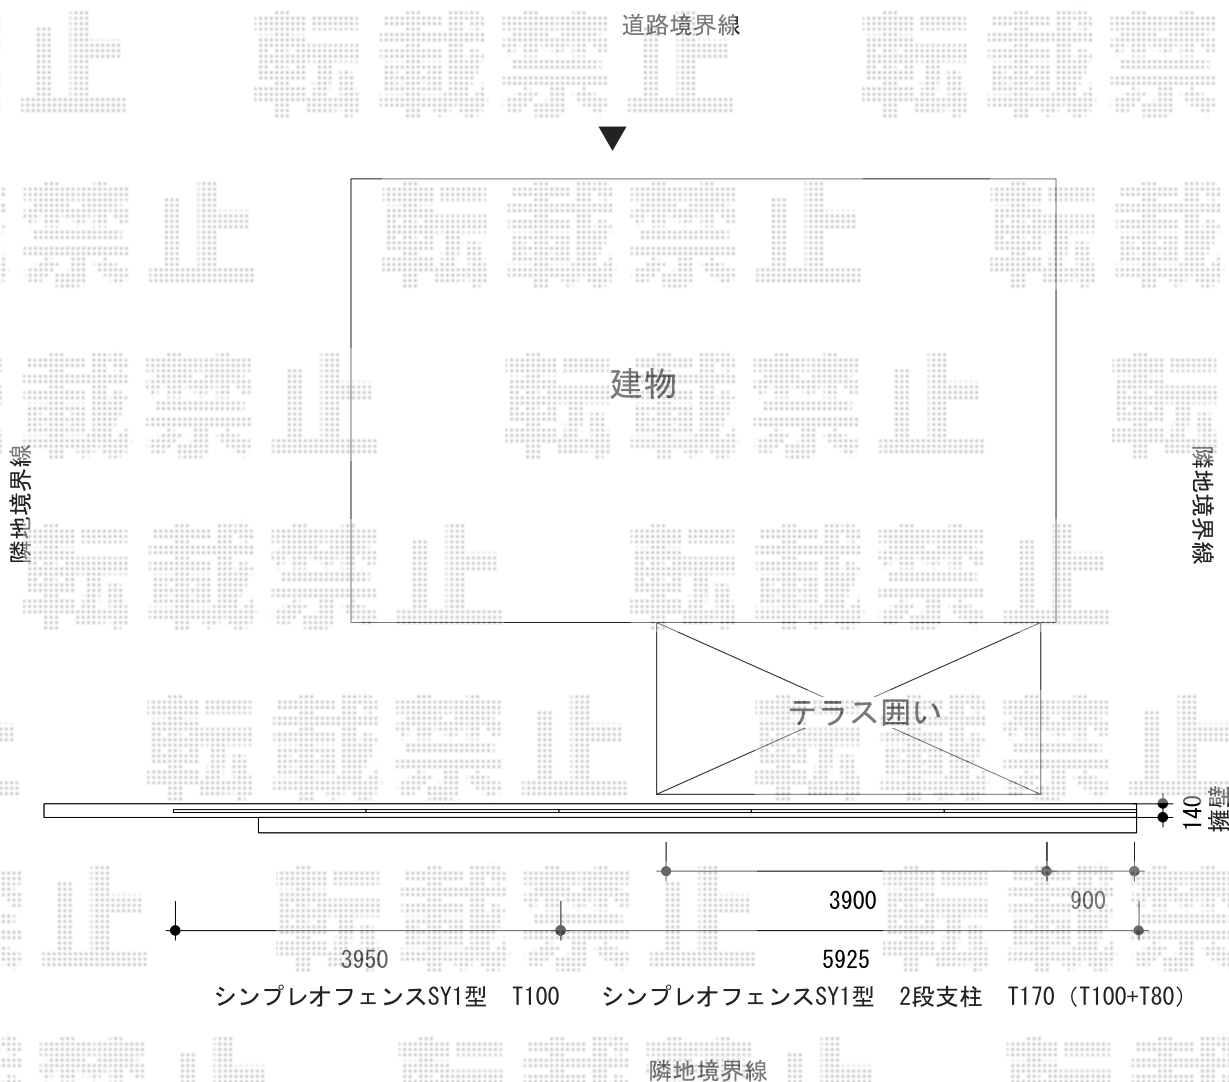 道路境界線
建物
隣地境界線
隣地境界線
テラス囲い
140
擁壁
3900
900
3950
5925
シンプレオフェンスSY1型 T100
シンプレオフェンスSY1型 2段支柱 T170（T100+T80）
隣地境界線
転載禁止